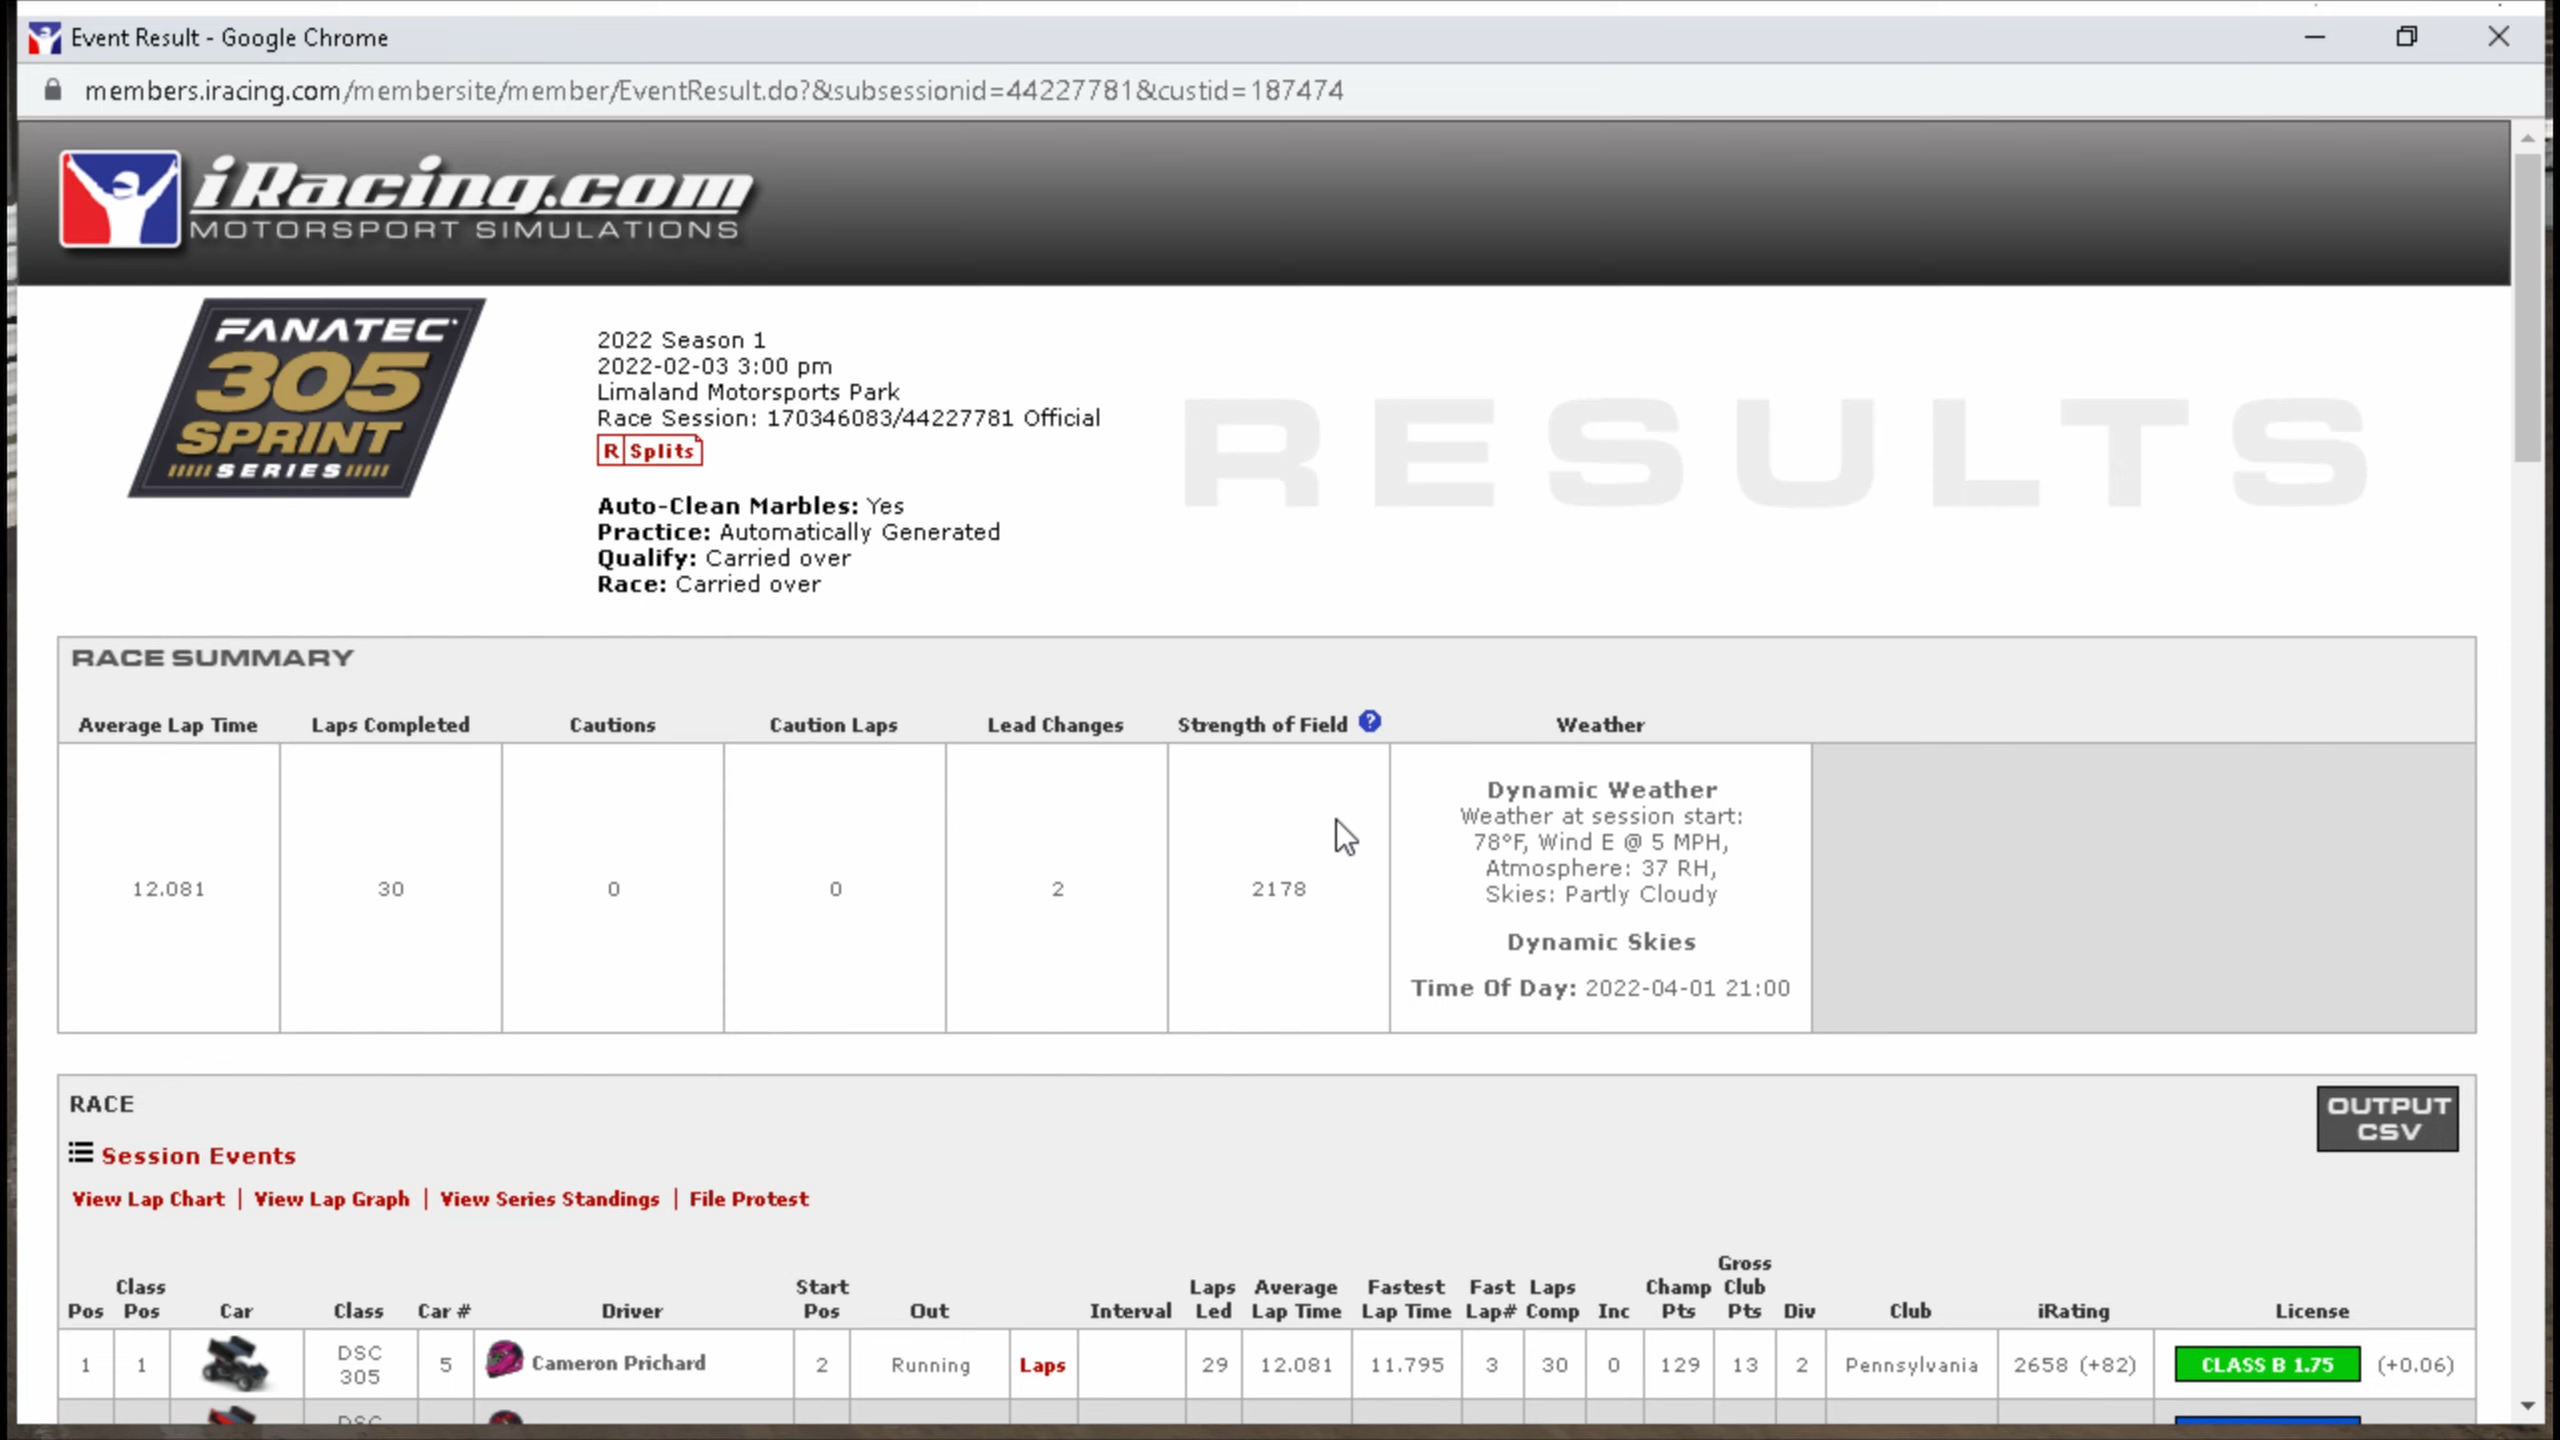 Event Result - Google Chrome
members.iracing.com/membersite/member/EventResult.do?&subsessionid=44227781&custid=187474
iRacing.com
MOTORSPORT SIMULATIONS
FANATEC
305
SPRINT
SERIES
2022 Season 1
2022-02-03 3:00 pm
Limaland Motorsports Park
Race Session: 170346083/44227781 Official
R Splits
Auto-Clean Marbles: Yes
Practice: Automatically Generated
Qualify: Carried over
Race: Carried over
RESULTS
RACE SUMMARY
Average Lap Time Laps Completed Cautions Caution Laps Lead Changes Strength of Field ? Weather
12.081 30 0 0 2 2178
Dynamic Weather
Weather at session start:
78°F, Wind E @ 5 MPH,
Atmosphere: 37 RH,
Skies: Partly Cloudy
Dynamic Skies
Time Of Day: 2022-04-01 21:00
RACE
OUTPUT
CSV
Session Events
View Lap Chart | View Lap Graph | View Series Standings | File Protest
Pos Class Pos Car Class Car # Driver Start Pos Out Interval Laps Led Average Lap Time Fastest Lap Time Fast Lap# Laps Comp Inc Champ Pts Gross Club Pts Div Club iRating License
1 1 DSC 305 5 Cameron Prichard 2 Running Laps 29 12.081 11.795 3 30 0 129 13 2 Pennsylvania 2658 (+82) CLASS B 1.75 (+0.06)
DSC